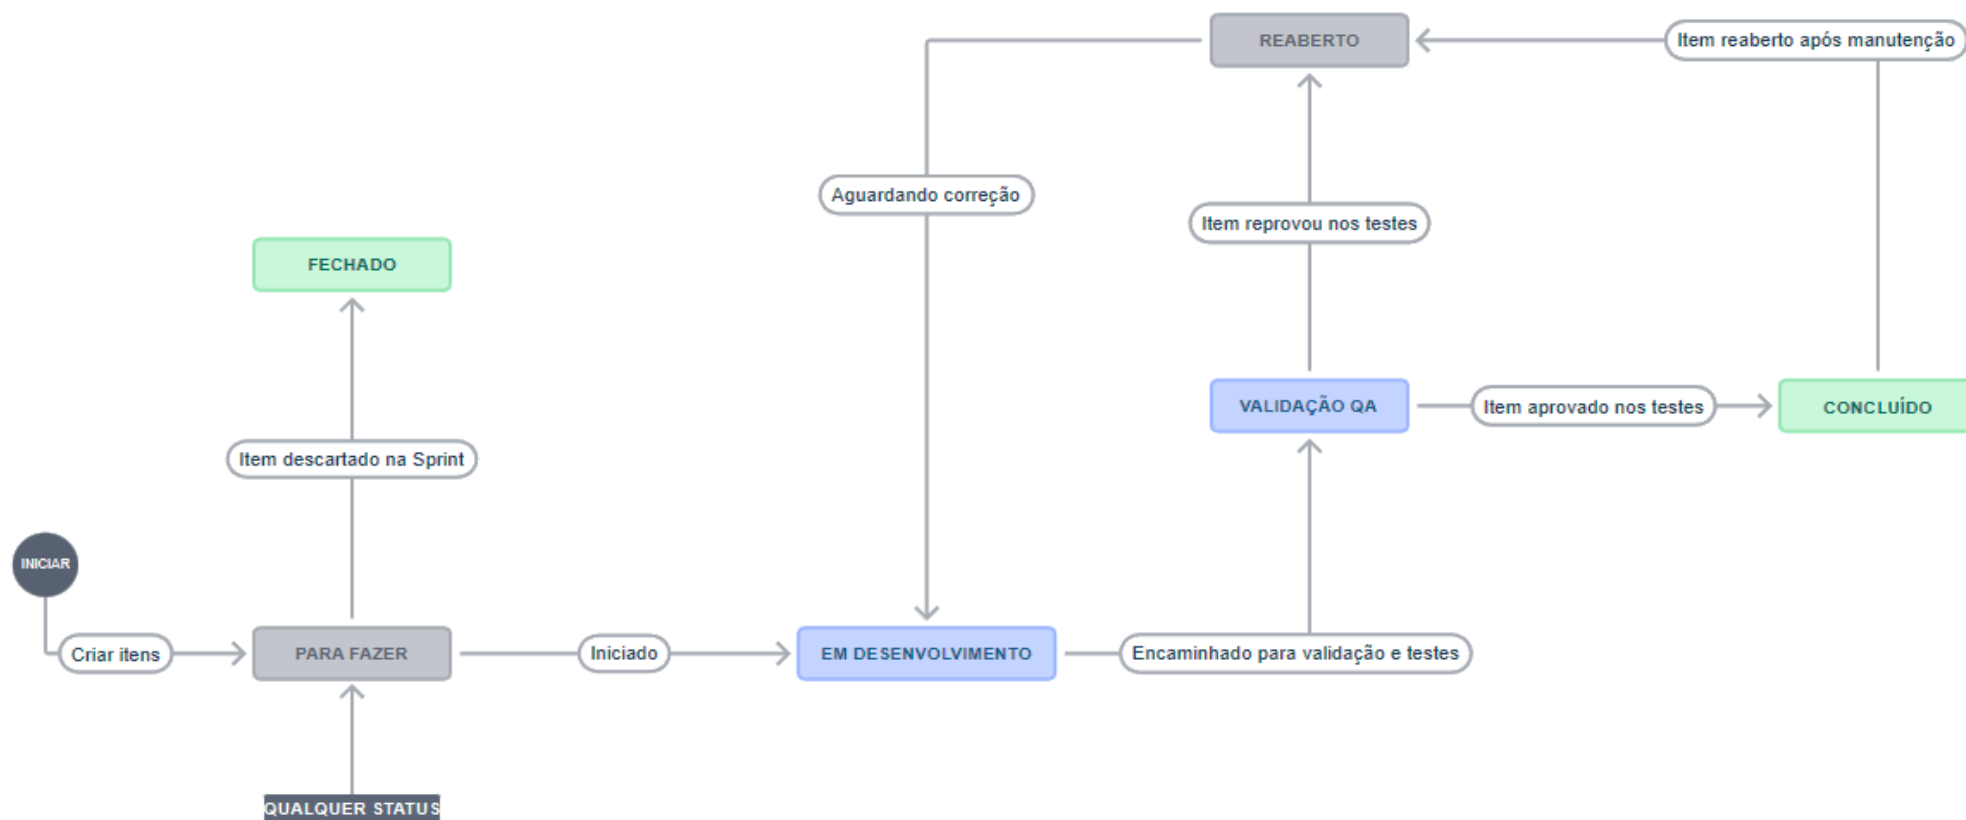 REABERTO
Item reaberto após manutenção
Aguardando correção
Item reprovou nos testes
FECHADO
VALIDAÇÃO QA
Item aprovado nos testes
CONCLUÍDO
Item descartado na Sprint
INICIAR
Criar itens
PARA FAZER
Iniciado
EM DESENVOLVIMENTO
Encaminhado para validação e testes
QUALQUER STATUS